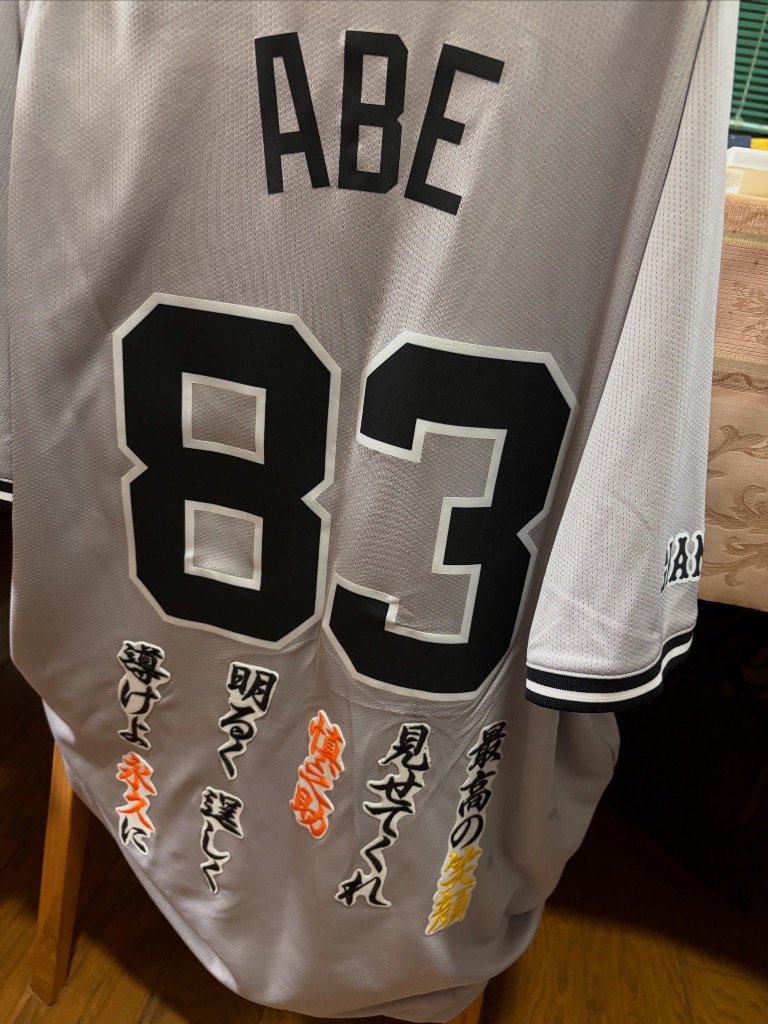 ABE
83
最高の笑顔
見せてくれ
慎之助
明るく 逞しく
導けよ 永久に